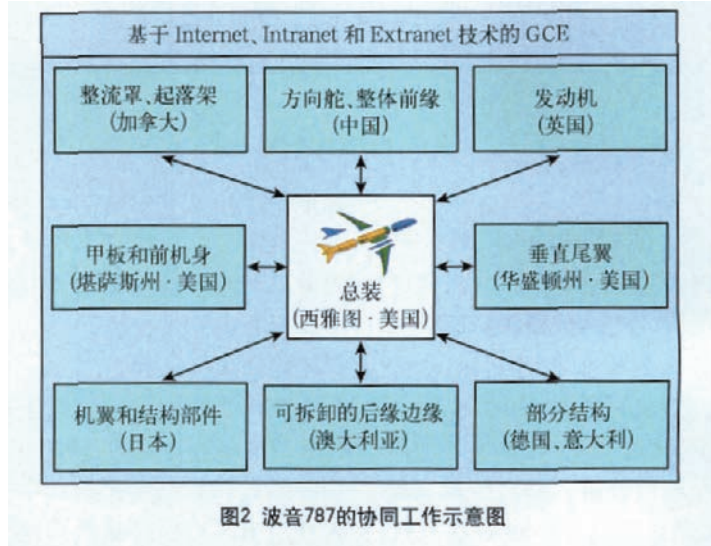 基于 Internet、Intranet 和 Extranet 技术的 GCE
整流罩、起落架
(加拿大)
方向舵、整体前缘
(中国)
发动机
(英国)
甲板和前机身
(堪萨斯州·美国)
总装
(西雅图·美国)
垂直尾翼
(华盛顿州·美国)
机翼和结构部件
(日本)
可拆卸的后缘边缘
(澳大利亚)
部分结构
(德国、意大利)
图2 波音787的协同工作示意图